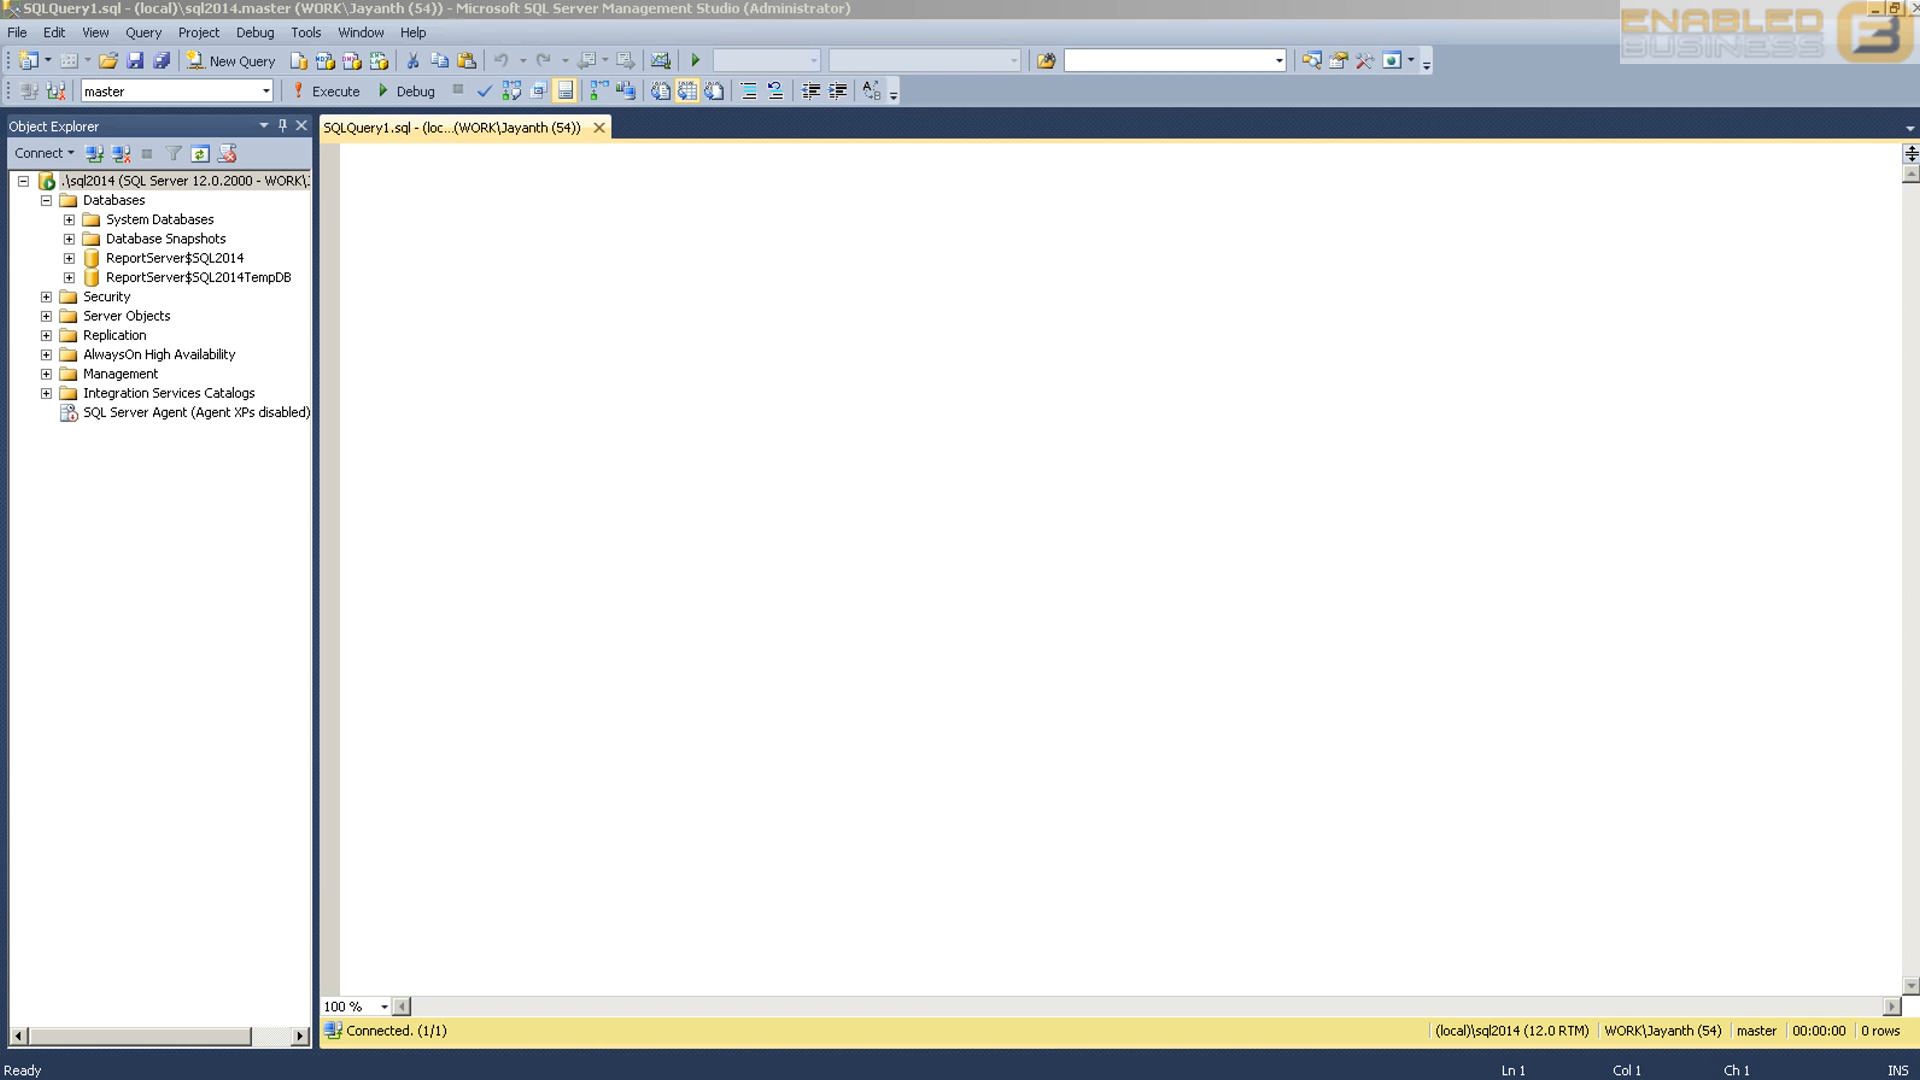 SQLQuery1.sql - (local)\sql2014.master (WORK\Jayanth (54)) - Microsoft SQL Server Management Studio (Administrator)
ENABLED
BUSINESS
File Edit View Query Project Debug Tools Window Help
New Query
master Execute Debug
Object Explorer
SQLQuery1.sql - (loc...(WORK\Jayanth (54))
Connect
.\sql2014 (SQL Server 12.0.2000 - WORK\J
Databases
System Databases
Database Snapshots
ReportServer$SQL2014
ReportServer$SQL2014TempDB
Security
Server Objects
Replication
AlwaysOn High Availability
Management
Integration Services Catalogs
SQL Server Agent (Agent XPs disabled)
100 %
Connected. (1/1) (local)\sql2014 (12.0 RTM) WORK\Jayanth (54) master 00:00:00 0 rows
Ready Ln 1 Col 1 Ch 1 INS